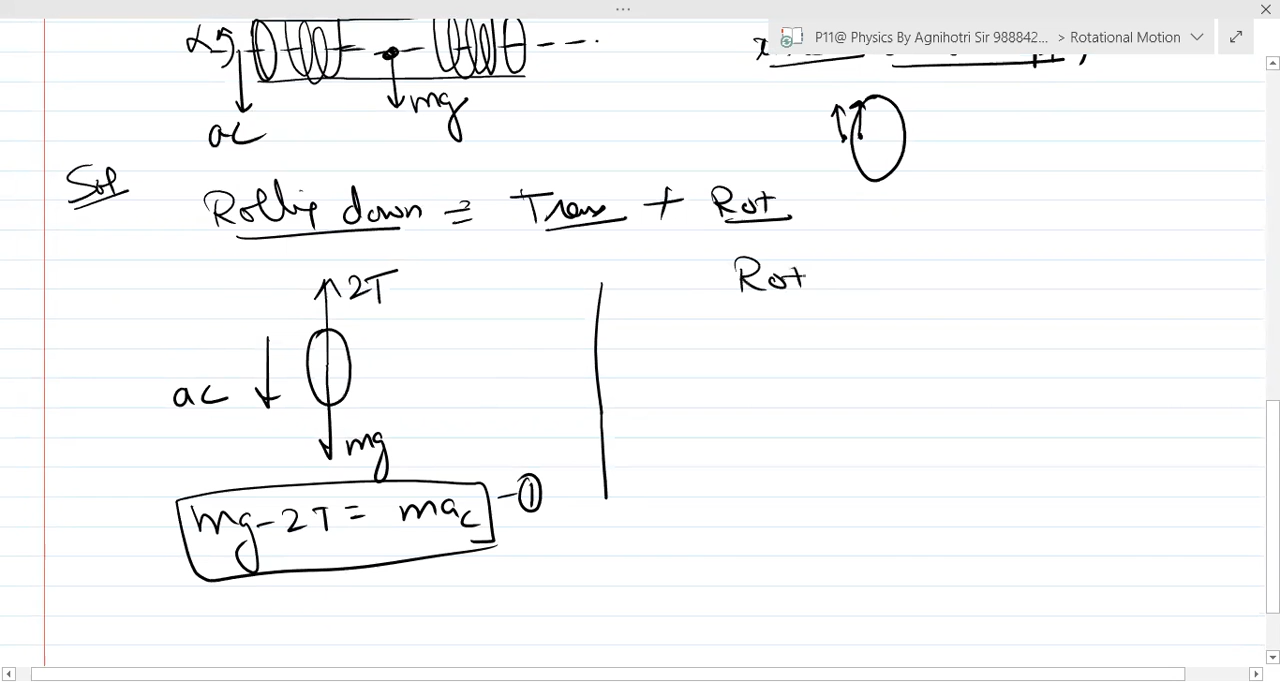 P11@ Physics By Agnihotri Sir 988842... > Rotational Motion
α
mg
ac
Sol
Rolling down = Trans + Rot
Rot
2T
ac
mg
mg - 2T = mac - ①